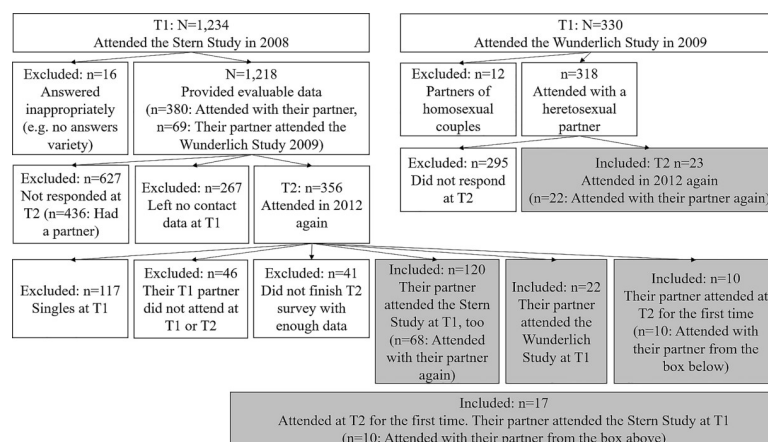 T1: N=1,234
Attended the Stern Study in 2008
T1: N=330
Attended the Wunderlich Study in 2009
Excluded: n=16
Answered
inappropriately
(e.g. no answers
variety)
N=1,218
Provided evaluable data
(n=380: Attended with their partner,
n=69: Their partner attended the
Wunderlich Study 2009)
Excluded: n=12
Partners of
homosexual
couples
n=318
Attended with a
heretosexual
partner
Excluded: n=627
Not responded at
T2 (n=436: Had
a partner)
Excluded: n=267
Left no contact
data at T1
T2: n=356
Attended in 2012
again
Excluded: n=295
Did not respond
at T2
Included: T2 n=23
Attended in 2012 again
(n=22: Attended with their partner again)
Excluded: n=117
Singles at T1
Excluded: n=46
Their T1 partner
did not attend at
T1 or T2
Excluded: n=41
Did not finish T2
survey with
enough data
Included: n=120
Their partner
attended the Stern
Study at T1, too
(n=68: Attended
with their partner
again)
Included: n=22
Their partner
attended the
Wunderlich
Study at T1
Included: n=10
Their partner attended at
T2 for the first time
(n=10: Attended with
their partner from the
box below)
Included: n=17
Attended at T2 for the first time. Their partner attended the Stern Study at T1
(n=10: Attended with their partner from the box above)